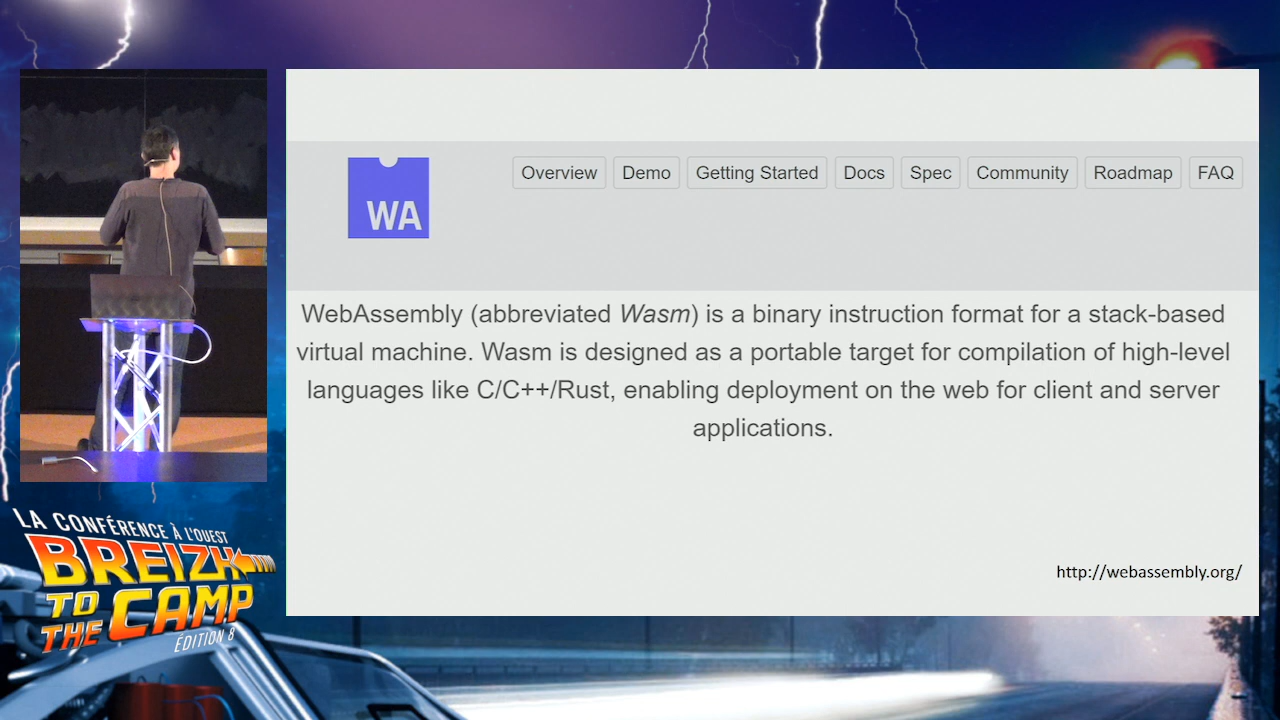 WA
Overview Demo Getting Started Docs Spec Community Roadmap FAQ
WebAssembly (abbreviated Wasm) is a binary instruction format for a stack-based
virtual machine. Wasm is designed as a portable target for compilation of high-level
languages like C/C++/Rust, enabling deployment on the web for client and server
applications.
http://webassembly.org/
LA CONFÉRENCE À L'OUEST
BREIZH
TO
THE CAMP
ÉDITION 8